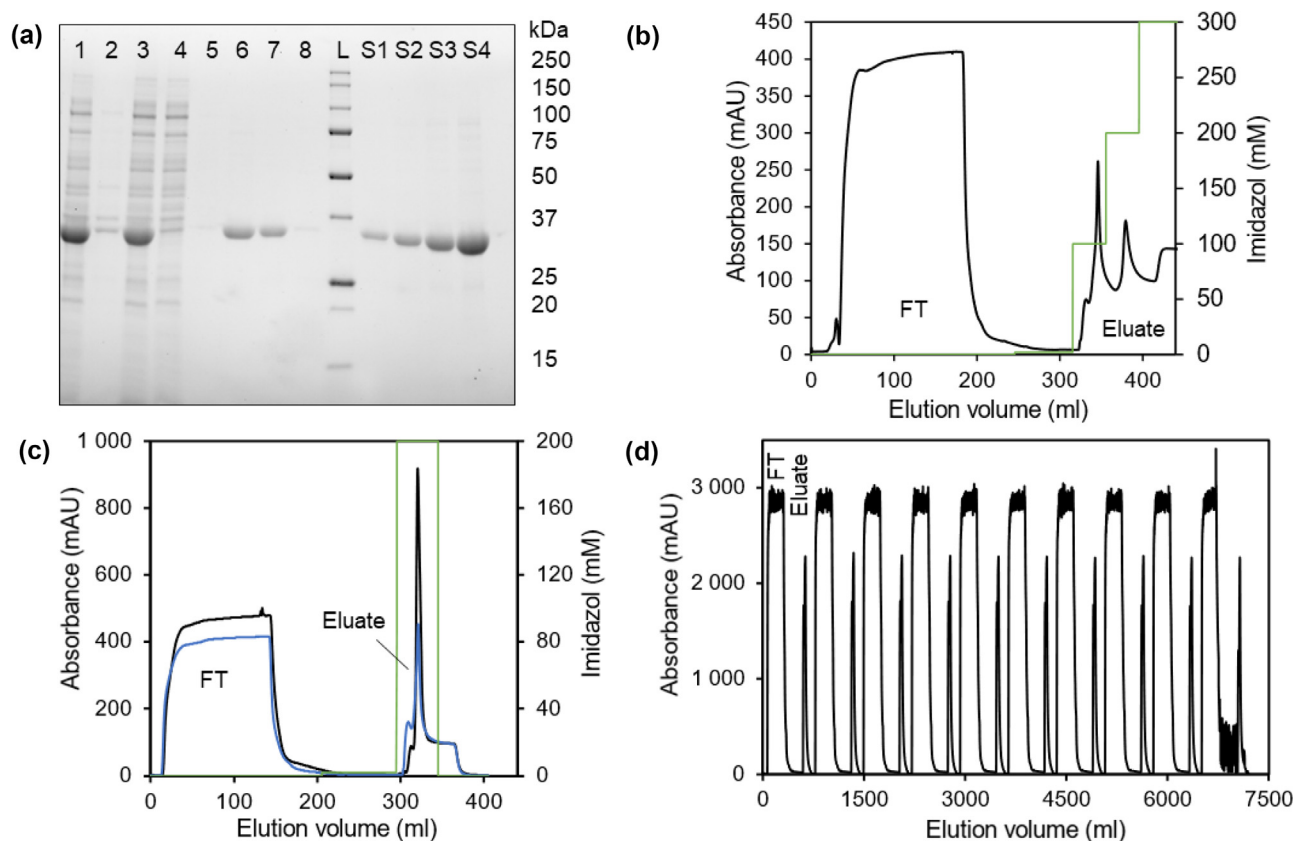 (a)
1 2 3 4 5 6 7 8 L S1 S2 S3 S4
kDa
250
150
100
75
50
37
25
20
15
(b)
Absorbance (mAU)
450
400
350
300
250
200
150
100
50
0
0 100 200 300 400
Elution volume (ml)
FT
Eluate
300
250
200
150
100
50
0
Imidazol (mM)
(c)
Absorbance (mAU)
1 000
800
600
400
200
0
0 100 200 300 400
Elution volume (ml)
FT
Eluate
200
160
120
80
40
0
Imidazol (mM)
(d)
Absorbance (mAU)
3 000
2 000
1 000
0
0 1500 3000 4500 6000 7500
Elution volume (ml)
FT
Eluate